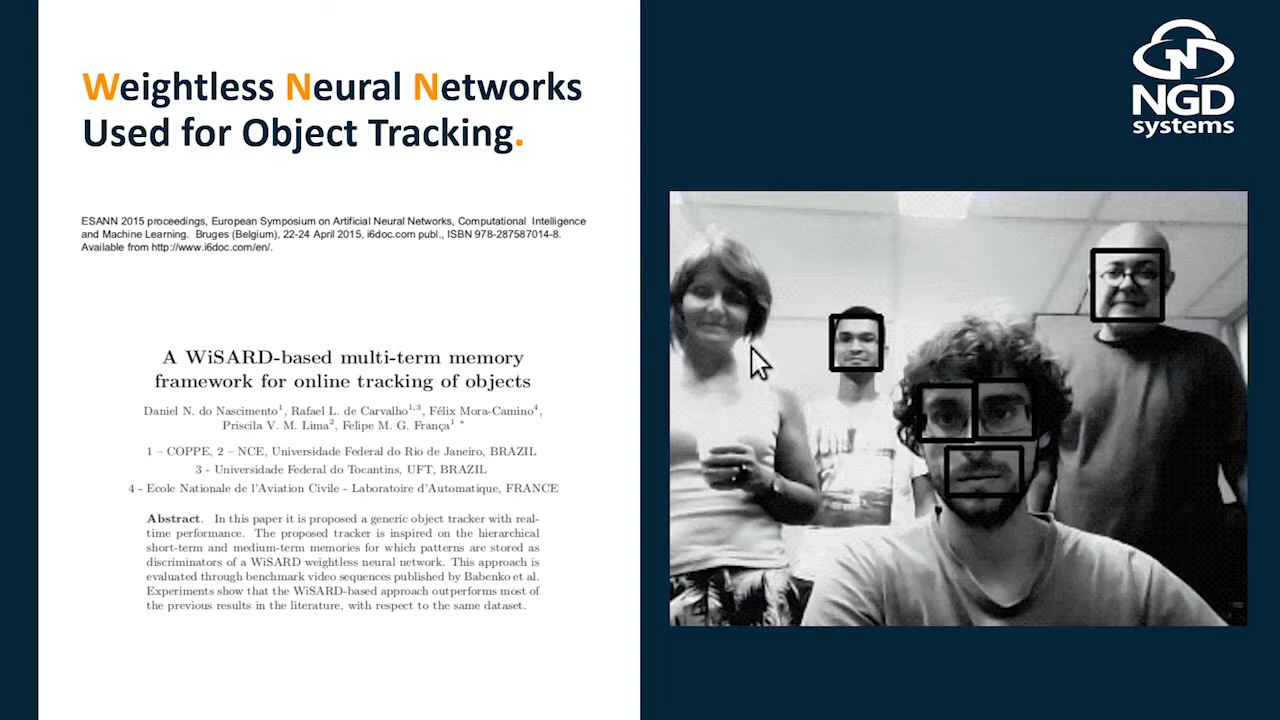 Weightless Neural Networks
Used for Object Tracking.
NGD
systems
ESANN 2015 proceedings, European Symposium on Artificial Neural Networks, Computational Intelligence
and Machine Learning. Bruges (Belgium), 22-24 April 2015, i6doc.com publ., ISBN 978-287587014-8.
Available from http://www.i6doc.com/en/.
A WiSARD-based multi-term memory
framework for online tracking of objects
Daniel N. do Nascimento1, Rafael L. de Carvalho1,3, Félix Mora-Camino4,
Priscila V. M. Lima2, Felipe M. G. França1 *
1 – COPPE, 2 – NCE, Universidade Federal do Rio de Janeiro, BRAZIL
3 - Universidade Federal do Tocantins, UFT, BRAZIL
4 - Ecole Nationale de l'Aviation Civile - Laboratoire d'Automatique, FRANCE
Abstract. In this paper it is proposed a generic object tracker with real-
time performance. The proposed tracker is inspired on the hierarchical
short-term and medium-term memories for which patterns are stored as
discriminators of a WiSARD weightless neural network. This approach is
evaluated through benchmark video sequences published by Babenko et al.
Experiments show that the WiSARD-based approach outperforms most of
the previous results in the literature, with respect to the same dataset.